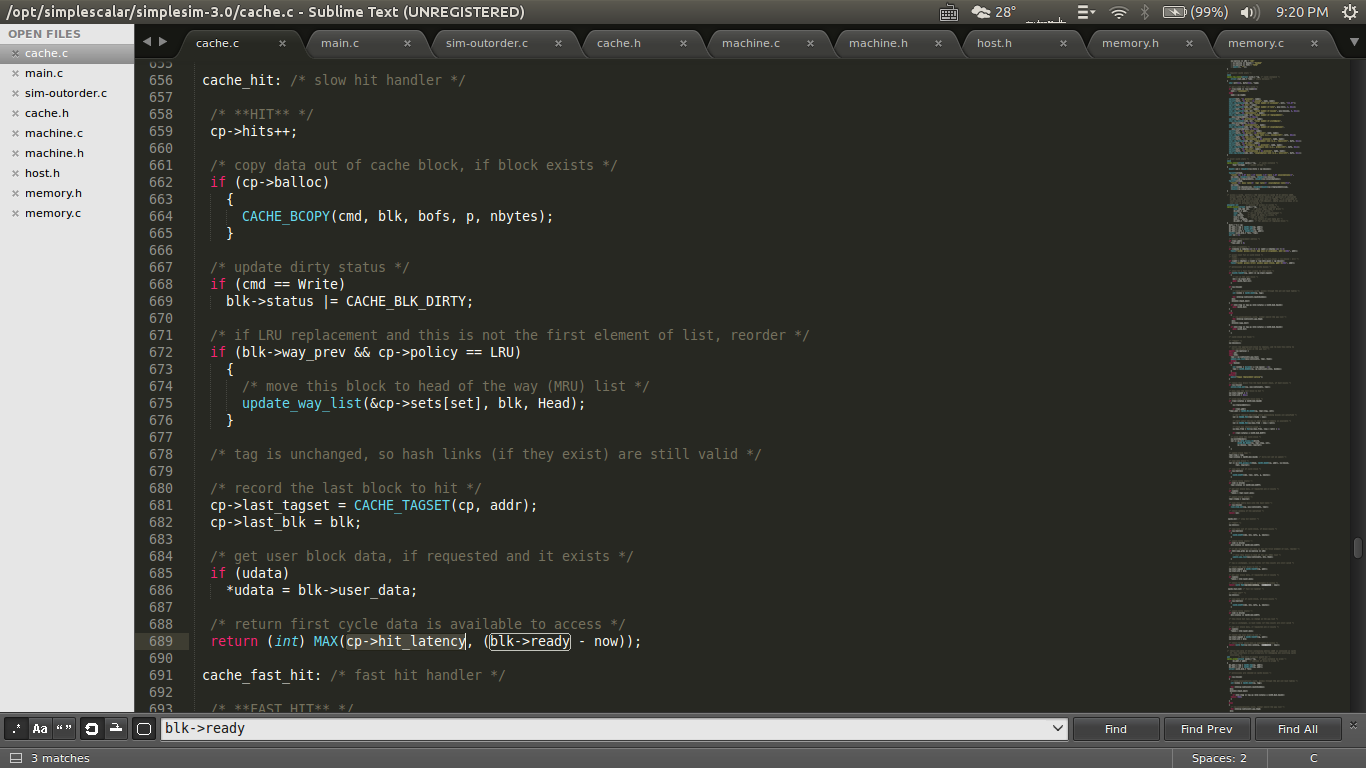 /opt/simplescalar/simplesim-3.0/cache.c - Sublime Text (UNREGISTERED)
28° (99%) 9:20 PM
OPEN FILES
cache.c
main.c
sim-outorder.c
cache.h
machine.c
machine.h
host.h
memory.h
memory.c
cache.c main.c sim-outorder.c cache.h machine.c machine.h host.h memory.h memory.c
655
656 cache_hit: /* slow hit handler */
657
658 /* **HIT** */
659 cp->hits++;
660
661 /* copy data out of cache block, if block exists */
662 if (cp->balloc)
663 {
664 CACHE_BCOPY(cmd, blk, bofs, p, nbytes);
665 }
666
667 /* update dirty status */
668 if (cmd == Write)
669 blk->status |= CACHE_BLK_DIRTY;
670
671 /* if LRU replacement and this is not the first element of list, reorder */
672 if (blk->way_prev && cp->policy == LRU)
673 {
674 /* move this block to head of the way (MRU) list */
675 update_way_list(&cp->sets[set], blk, Head);
676 }
677
678 /* tag is unchanged, so hash links (if they exist) are still valid */
679
680 /* record the last block to hit */
681 cp->last_tagset = CACHE_TAGSET(cp, addr);
682 cp->last_blk = blk;
683
684 /* get user block data, if requested and it exists */
685 if (udata)
686 *udata = blk->user_data;
687
688 /* return first cycle data is available to access */
689 return (int) MAX(cp->hit_latency, (blk->ready - now));
690
691 cache_fast_hit: /* fast hit handler */
692
693 /* **FAST HIT** */
.* Aa “ ” blk->ready Find Find Prev Find All
3 matches Spaces: 2 C